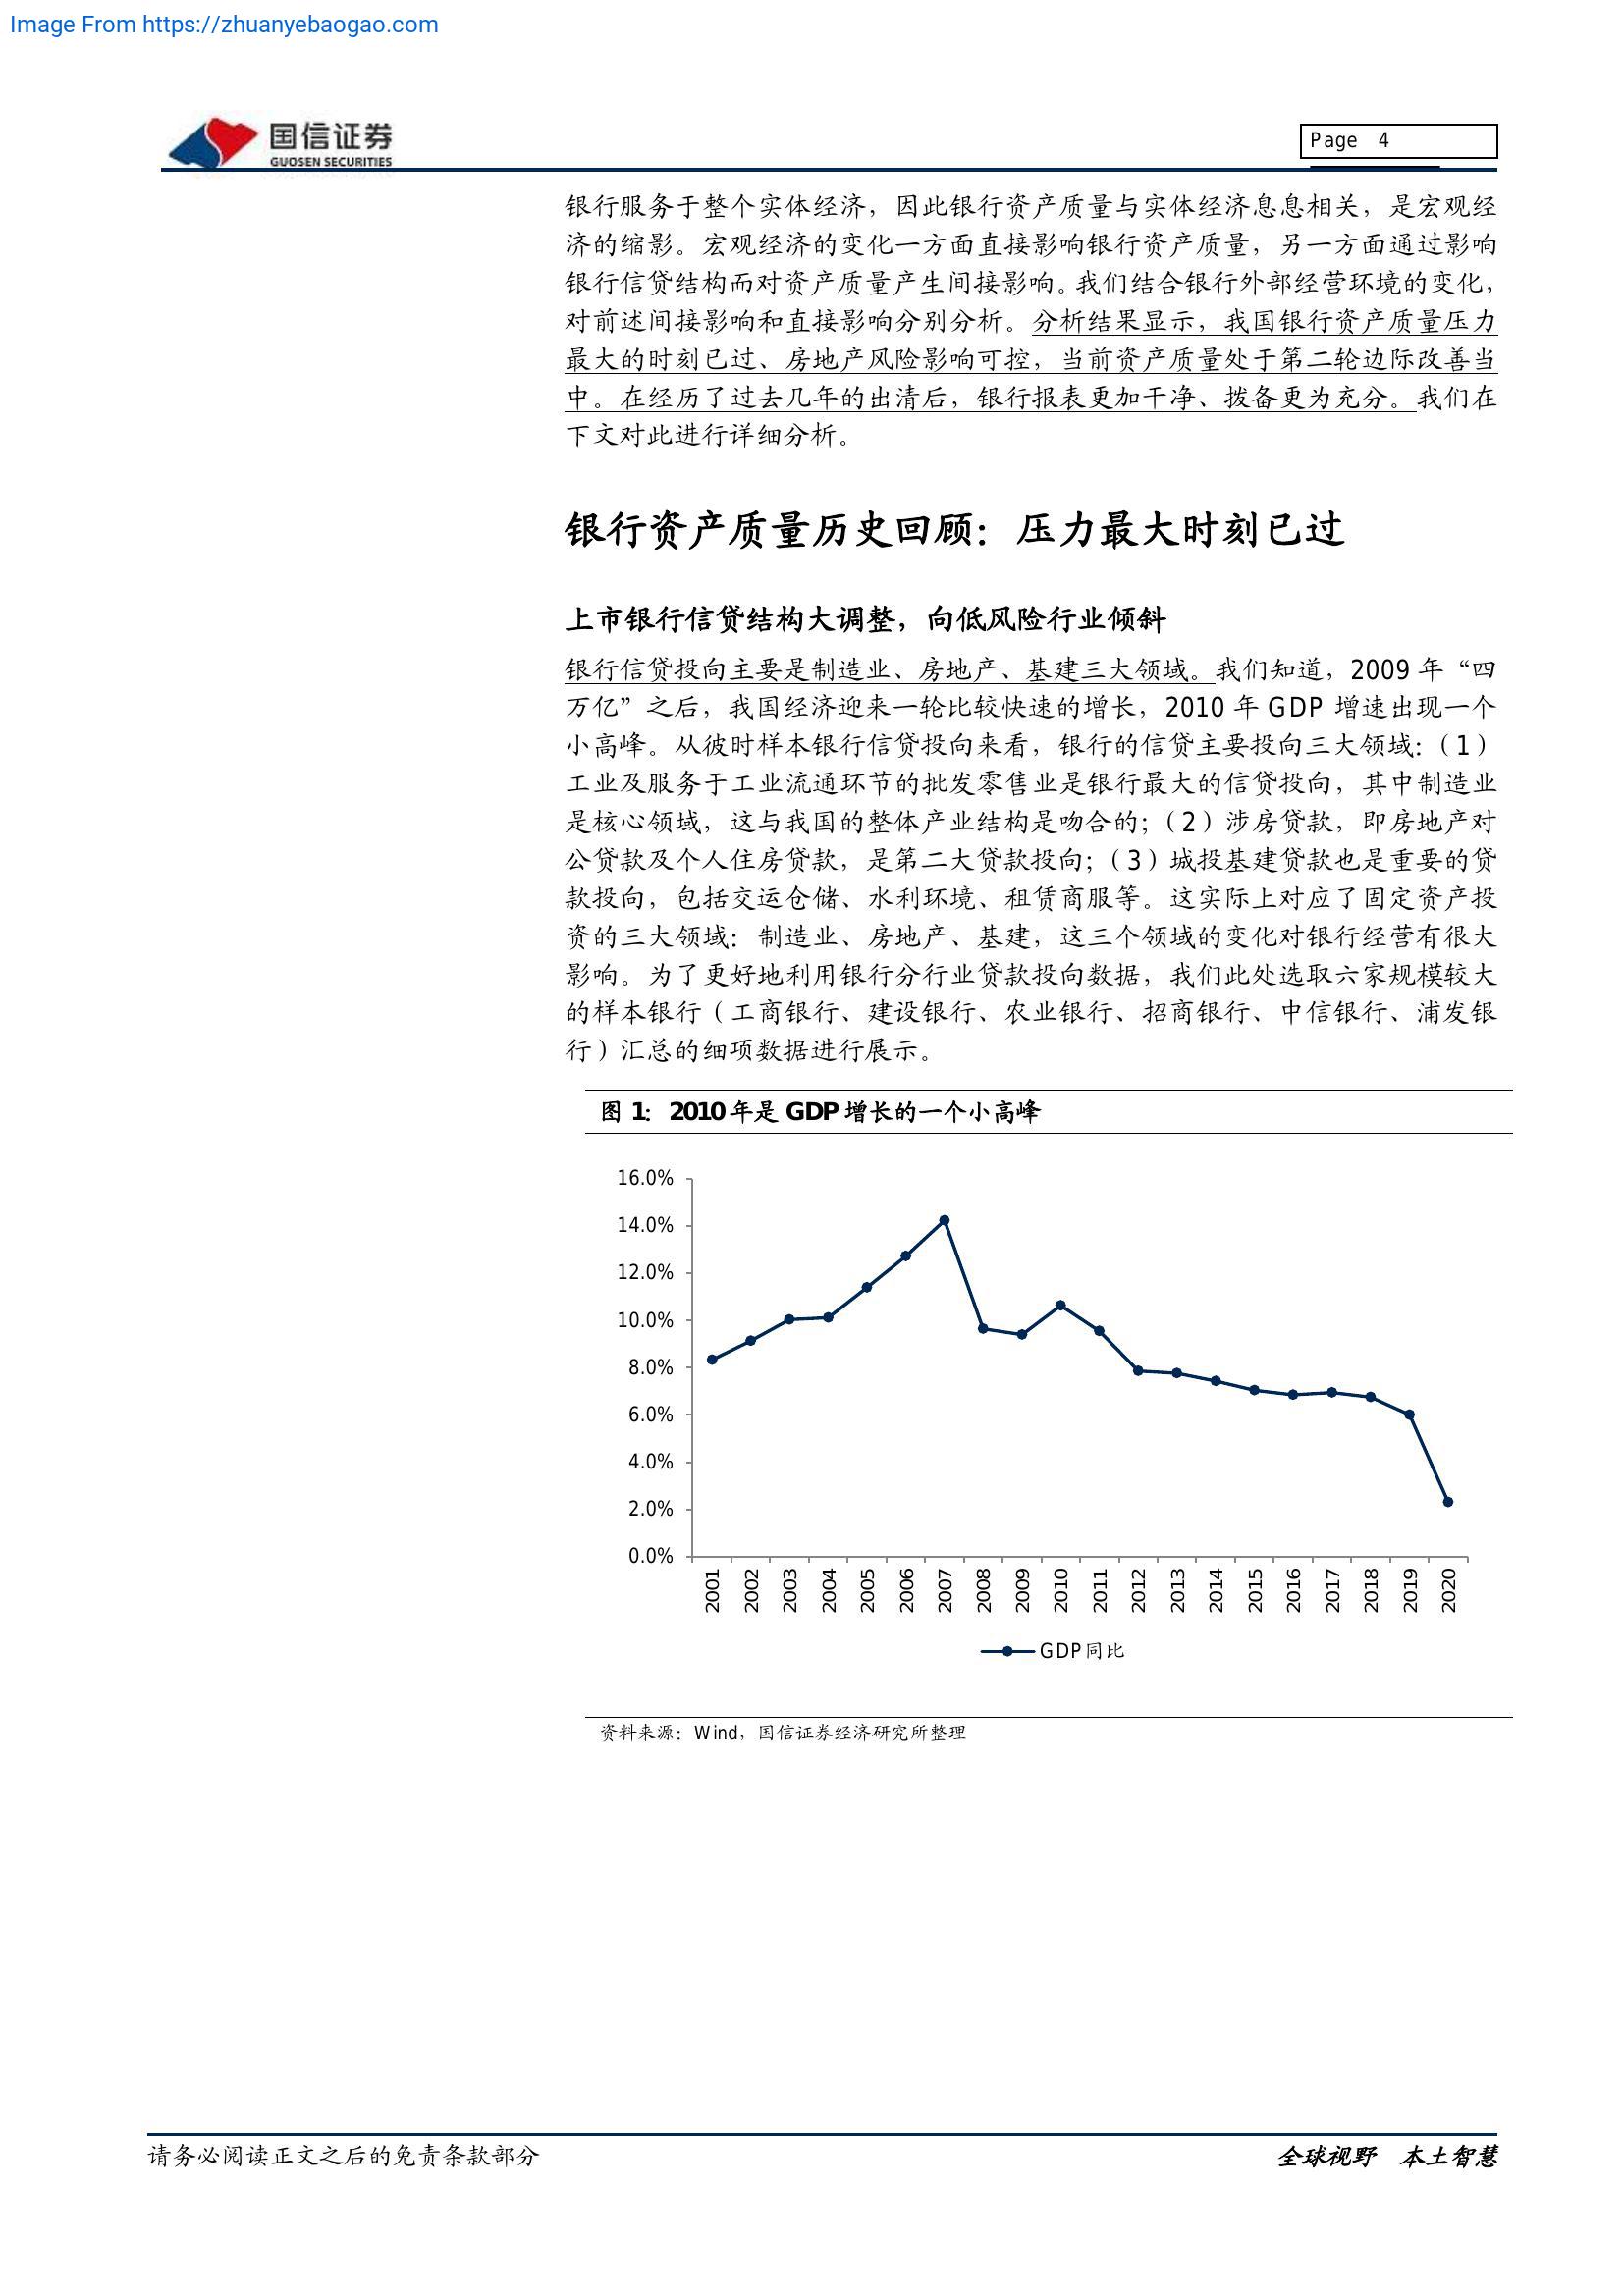 Image From https://zhuanyebaogao.com
国信证券
GUOSEN SECURITIES
Page 4
银行服务于整个实体经济，因此银行资产质量与实体经济息息相关，是宏观经
济的缩影。宏观经济的变化一方面直接影响银行资产质量，另一方面通过影响
银行信贷结构而对资产质量产生间接影响。我们结合银行外部经营环境的变化，
对前述间接影响和直接影响分别分析。分析结果显示，我国银行资产质量压力
最大的时刻已过、房地产风险影响可控，当前资产质量处于第二轮边际改善当
中。在经历了过去几年的出清后，银行报表更加干净、拨备更为充分。我们在
下文对此进行详细分析。
银行资产质量历史回顾：压力最大时刻已过
上市银行信贷结构大调整，向低风险行业倾斜
银行信贷投向主要是制造业、房地产、基建三大领域。我们知道，2009 年“四
万亿”之后，我国经济迎来一轮比较快速的增长，2010 年 GDP 增速出现一个
小高峰。从彼时样本银行信贷投向来看，银行的信贷主要投向三大领域：（1）
工业及服务于工业流通环节的批发零售业是银行最大的信贷投向，其中制造业
是核心领域，这与我国的整体产业结构是吻合的；（2）涉房贷款，即房地产对
公贷款及个人住房贷款，是第二大贷款投向；（3）城投基建贷款也是重要的贷
款投向，包括交运仓储、水利环境、租赁商服等。这实际上对应了固定资产投
资的三大领域：制造业、房地产、基建，这三个领域的变化对银行经营有很大
影响。为了更好地利用银行分行业贷款投向数据，我们此处选取六家规模较大
的样本银行（工商银行、建设银行、农业银行、招商银行、中信银行、浦发银
行）汇总的细项数据进行展示。
图 1：2010 年是 GDP 增长的一个小高峰
16.0%
14.0%
12.0%
10.0%
8.0%
6.0%
4.0%
2.0%
0.0%
2001 2002 2003 2004 2005 2006 2007 2008 2009 2010 2011 2012 2013 2014 2015 2016 2017 2018 2019 2020
GDP同比
资料来源：Wind，国信证券经济研究所整理
请务必阅读正文之后的免责条款部分
全球视野 本土智慧